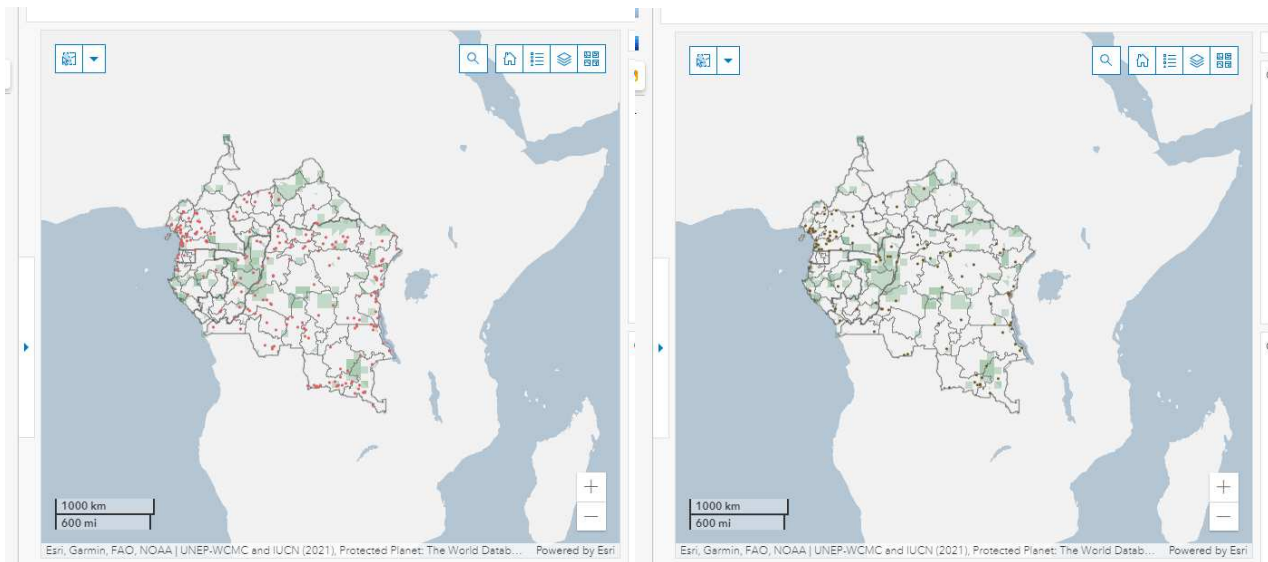 1000 km
600 mi
Esri, Garmin, FAO, NOAA | UNEP-WCMC and IUCN (2021), Protected Planet: The World Datab... Powered by Esri
1000 km
600 mi
Esri, Garmin, FAO, NOAA | UNEP-WCMC and IUCN (2021), Protected Planet: The World Datab... Powered by Esri